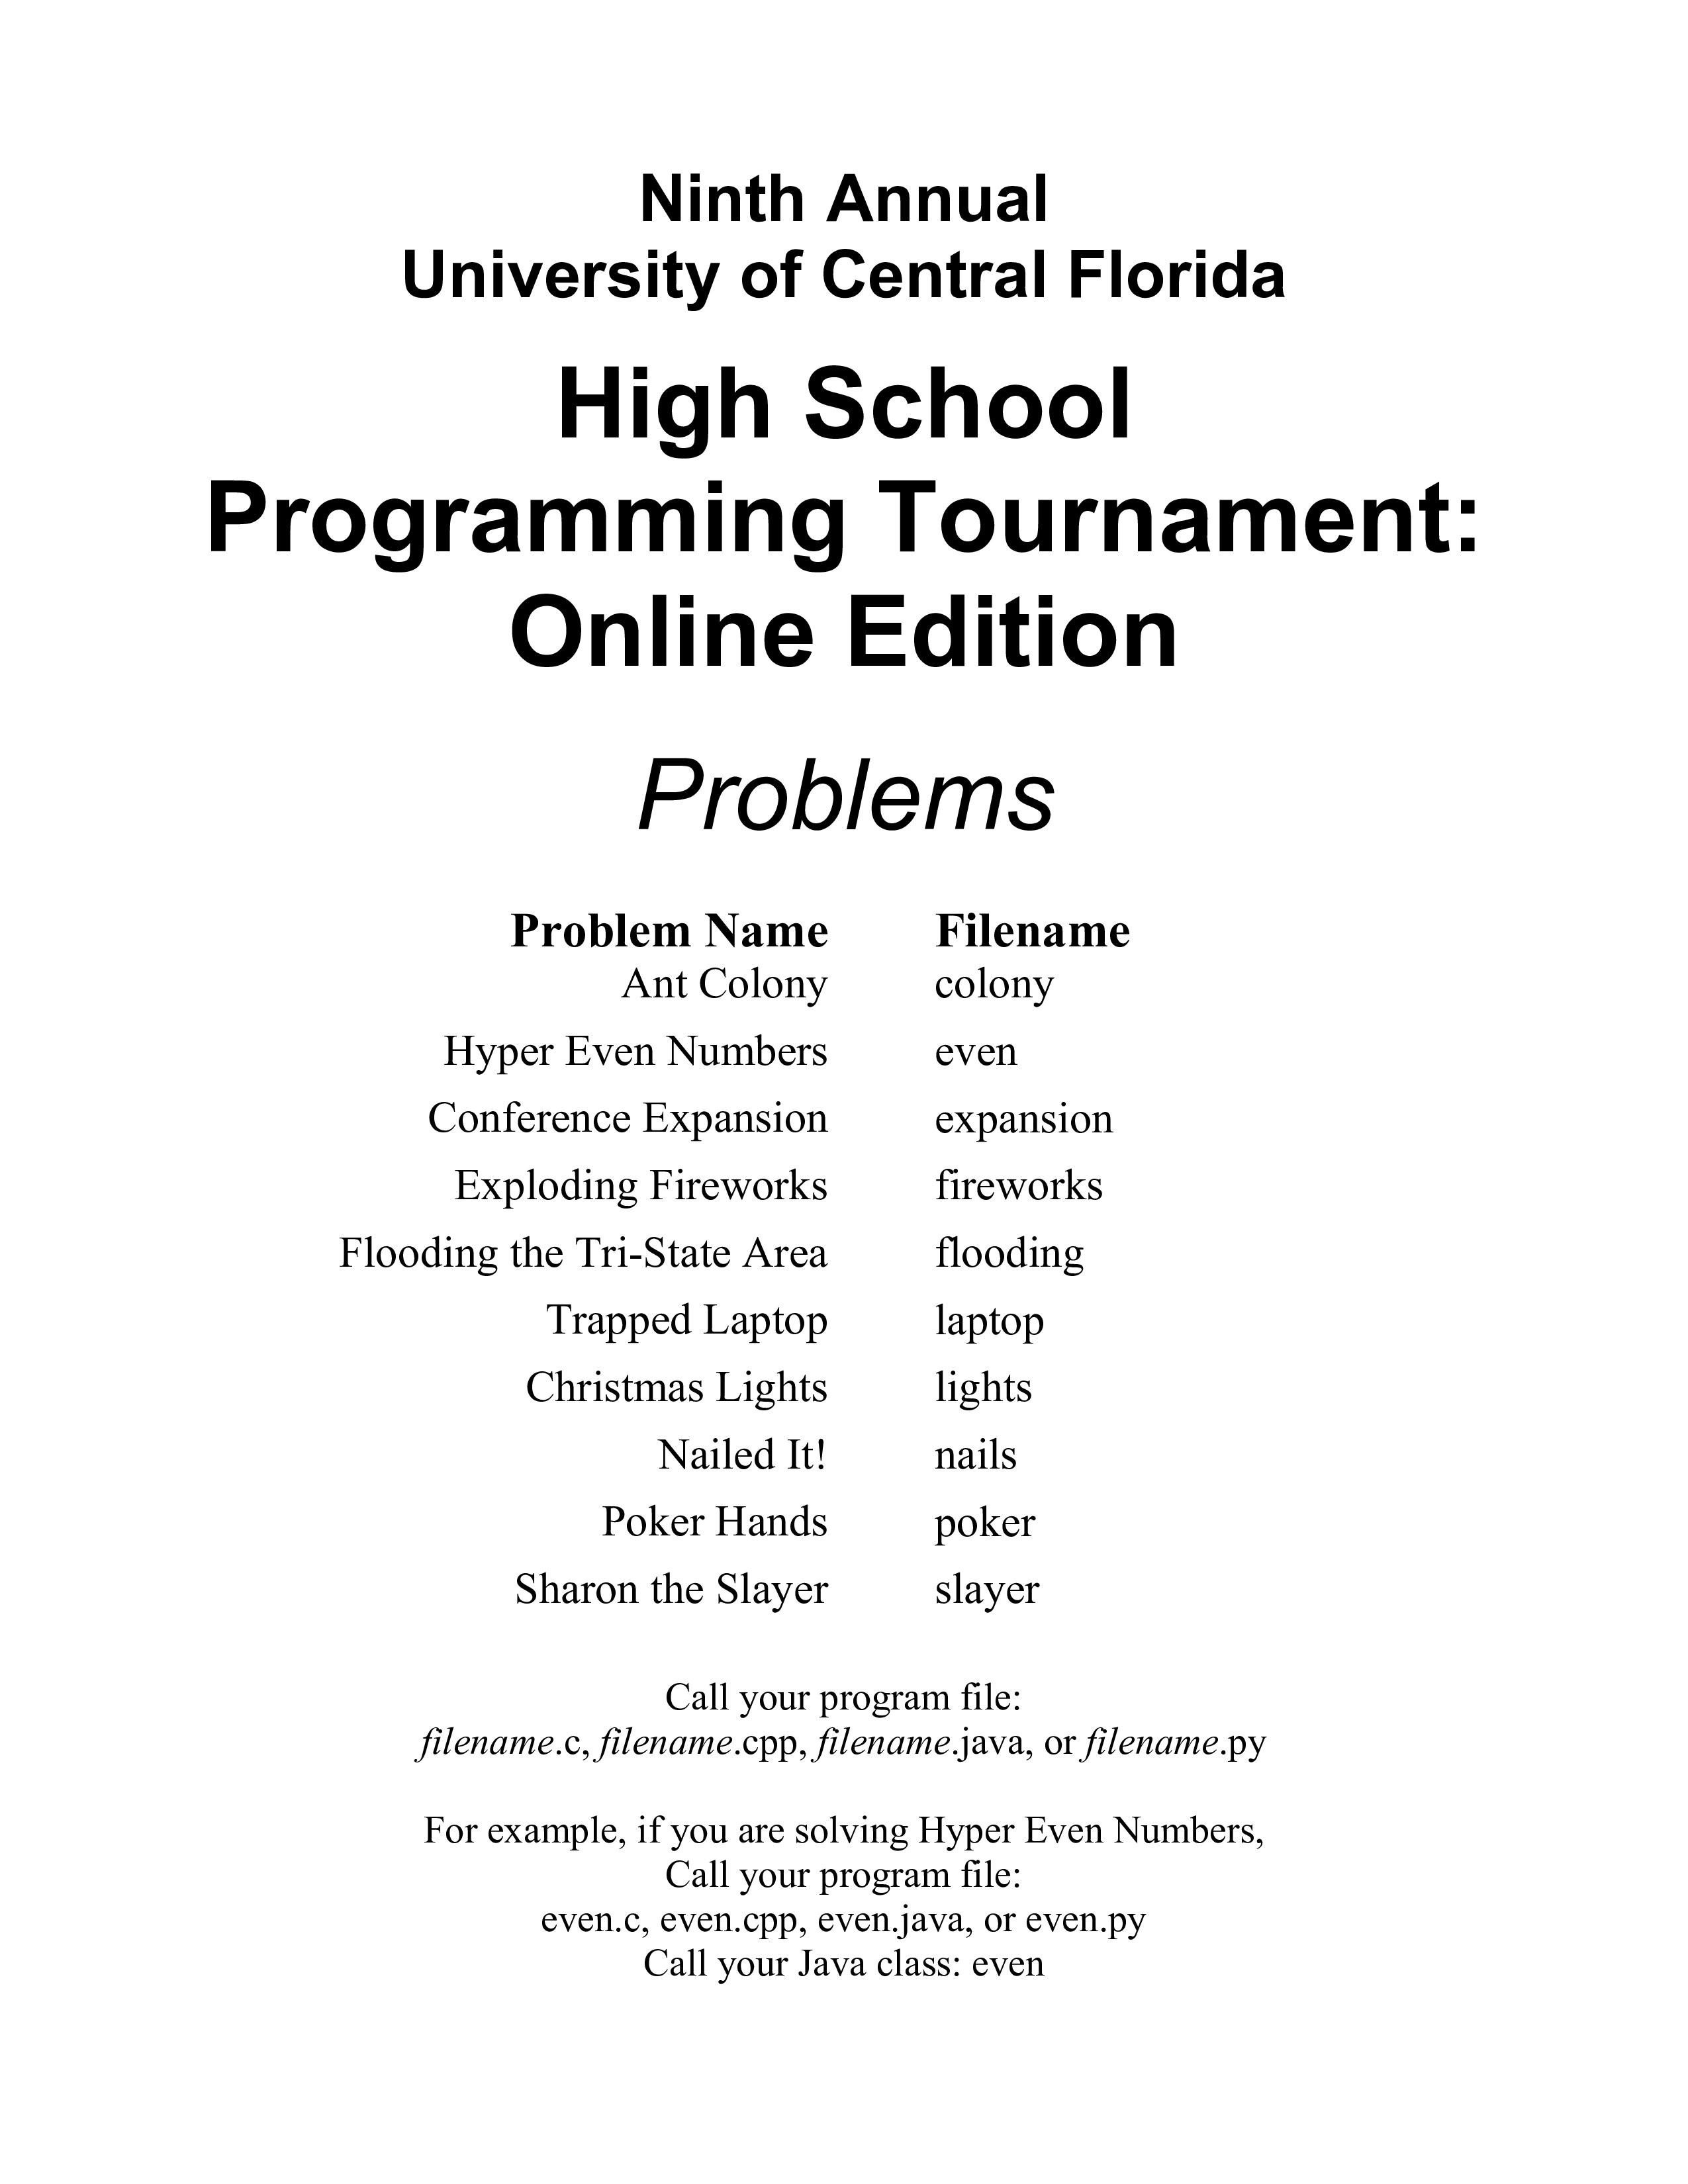 Ninth Annual
University of Central Florida
High School
Programming Tournament:
Online Edition
Problems
Problem Name Filename
Ant Colony colony
Hyper Even Numbers even
Conference Expansion expansion
Exploding Fireworks fireworks
Flooding the Tri-State Area flooding
Trapped Laptop laptop
Christmas Lights lights
Nailed It! nails
Poker Hands poker
Sharon the Slayer slayer
Call your program file:
filename.c, filename.cpp, filename.java, or filename.py
For example, if you are solving Hyper Even Numbers,
Call your program file:
even.c, even.cpp, even.java, or even.py
Call your Java class: even